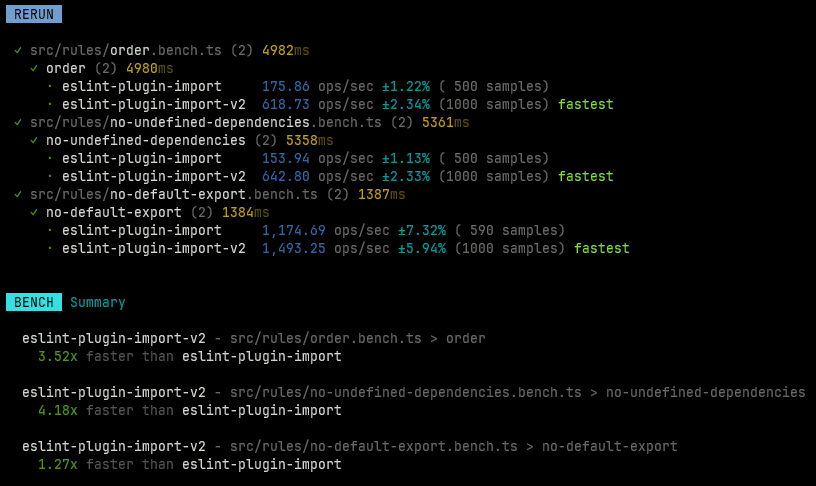 RERUN
✓ src/rules/order.bench.ts (2) 4982ms
✓ order (2) 4980ms
· eslint-plugin-import 175.86 ops/sec ±1.22% ( 500 samples)
· eslint-plugin-import-v2 618.73 ops/sec ±2.34% (1000 samples) fastest
✓ src/rules/no-undefined-dependencies.bench.ts (2) 5361ms
✓ no-undefined-dependencies (2) 5358ms
· eslint-plugin-import 153.94 ops/sec ±1.13% ( 500 samples)
· eslint-plugin-import-v2 642.80 ops/sec ±2.33% (1000 samples) fastest
✓ src/rules/no-default-export.bench.ts (2) 1387ms
✓ no-default-export (2) 1384ms
· eslint-plugin-import 1,174.69 ops/sec ±7.32% ( 590 samples)
· eslint-plugin-import-v2 1,493.25 ops/sec ±5.94% (1000 samples) fastest
BENCH Summary
eslint-plugin-import-v2 - src/rules/order.bench.ts > order
3.52x faster than eslint-plugin-import
eslint-plugin-import-v2 - src/rules/no-undefined-dependencies.bench.ts > no-undefined-dependencies
4.18x faster than eslint-plugin-import
eslint-plugin-import-v2 - src/rules/no-default-export.bench.ts > no-default-export
1.27x faster than eslint-plugin-import